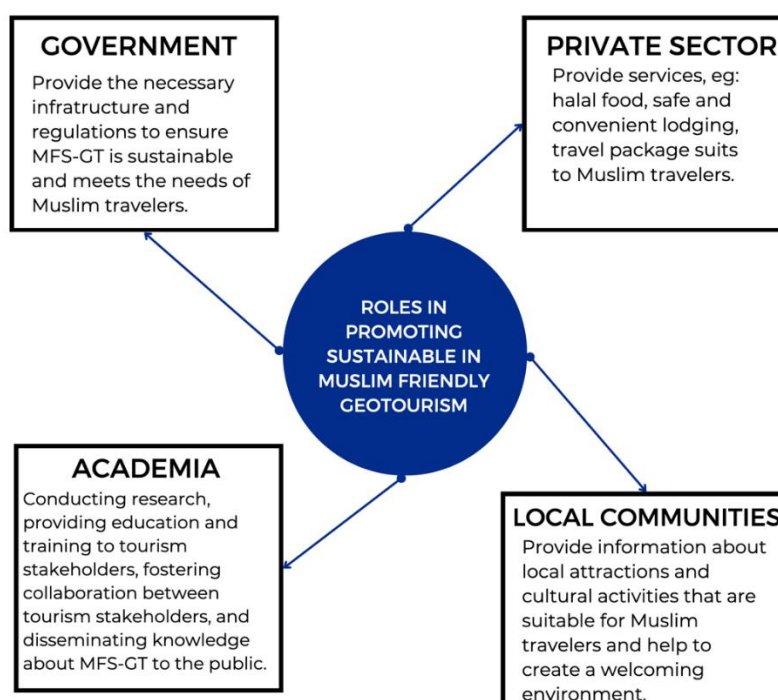 GOVERNMENT
Provide the necessary
infratructure and
regulations to ensure
MFS-GT is sustainable
and meets the needs of
Muslim travelers.
PRIVATE SECTOR
Provide services, eg:
halal food, safe and
convenient lodging,
travel package suits
to Muslim travelers.
ROLES IN
PROMOTING
SUSTAINABLE IN
MUSLIM FRIENDLY
GEOTOURISM
ACADEMIA
Conducting research,
providing education and
training to tourism
stakeholders, fostering
collaboration between
tourism stakeholders, and
disseminating knowledge
about MFS-GT to the public.
LOCAL COMMUNITIES
Provide information about
local attractions and
cultural activities that are
suitable for Muslim
travelers and help to
create a welcoming
environment.